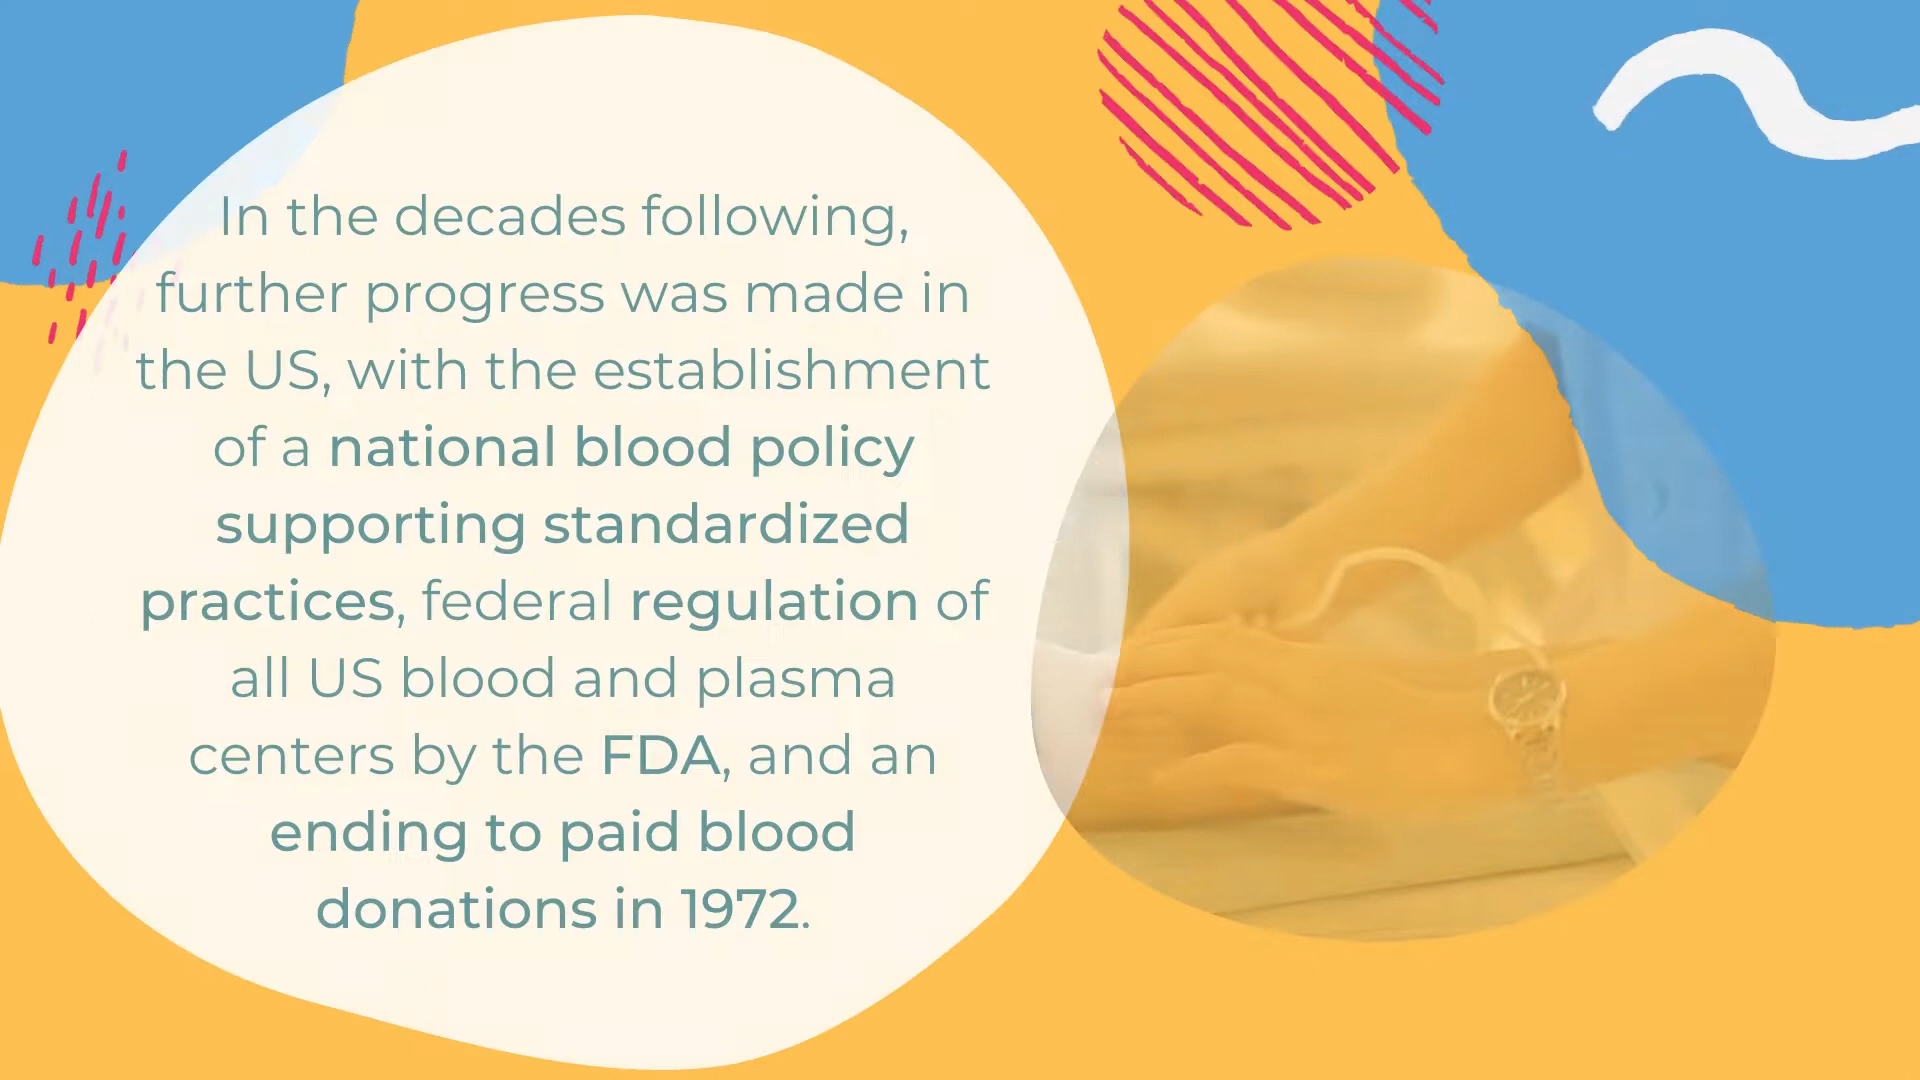 In the decades following,
further progress was made in
the US, with the establishment
of a national blood policy
supporting standardized
practices, federal regulation of
all US blood and plasma
centers by the FDA, and an
ending to paid blood
donations in 1972.